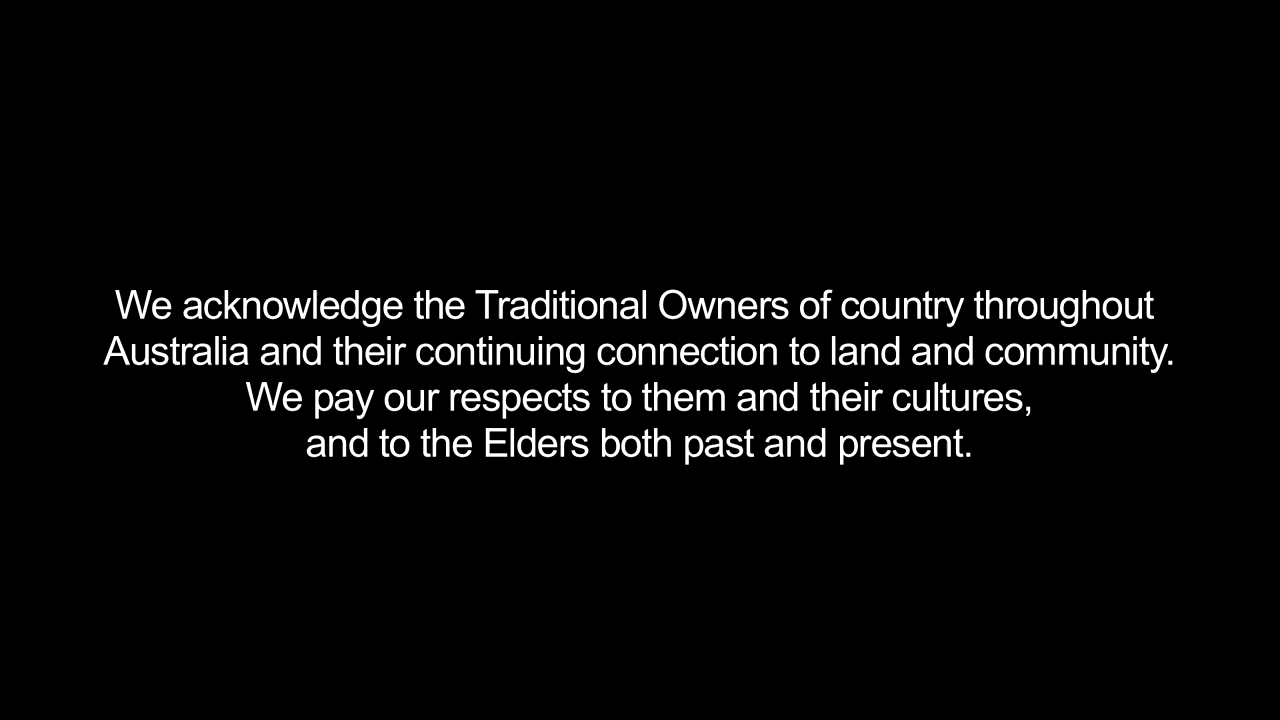 We acknowledge the Traditional Owners of country throughout
Australia and their continuing connection to land and community.
We pay our respects to them and their cultures,
and to the Elders both past and present.